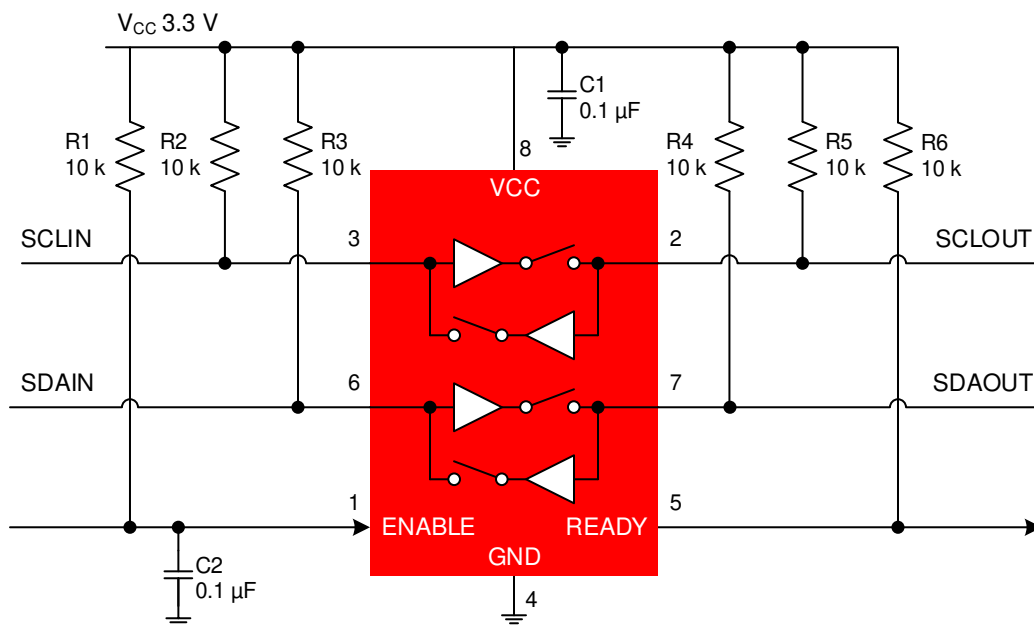 VCC 3.3 V
C1
0.1 µF
R1
10 k
R2
10 k
R3
10 k
8
R4
10 k
R5
10 k
R6
10 k
VCC
SCLIN
3
2
SCLOUT
SDAIN
6
7
SDAOUT
1
ENABLE
READY
5
GND
C2
0.1 µF
4